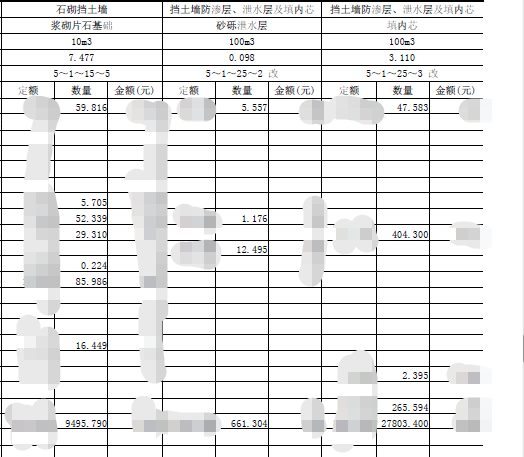 石砌挡土墙 挡土墙防渗层、泄水层及填内芯 挡土墙防渗层、泄水层及填内芯
浆砌片石基础 砂砾泄水层 填内芯
10m3 100m3 100m3
7.477 0.098 3.110
5~1~15~5 5~1~25~2 改 5~1~25~3 改
定额 数量 金额(元) 定额 数量 金额(元) 定额 数量 金额(元)
59.816 5.557 47.583
5.705
52.339 1.176
29.310 404.300
12.495
0.224
85.986
16.449
2.395
265.594
9495.790 661.304 27803.400